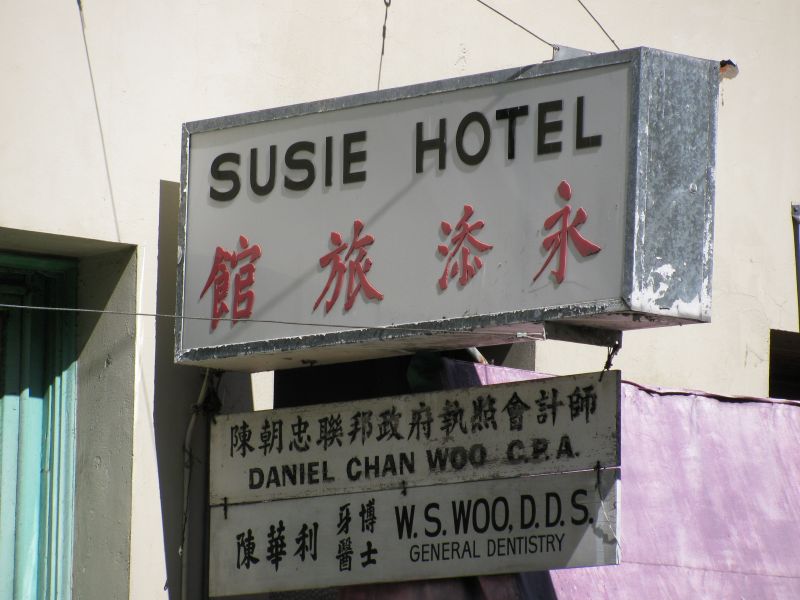 SUSIE HOTEL
永添旅館
陳朝忠聯邦政府執照會計師
DANIEL CHAN WOO C.P.A.
陳華利 牙醫博士
W. S. WOO, D. D. S.
GENERAL DENTISTRY